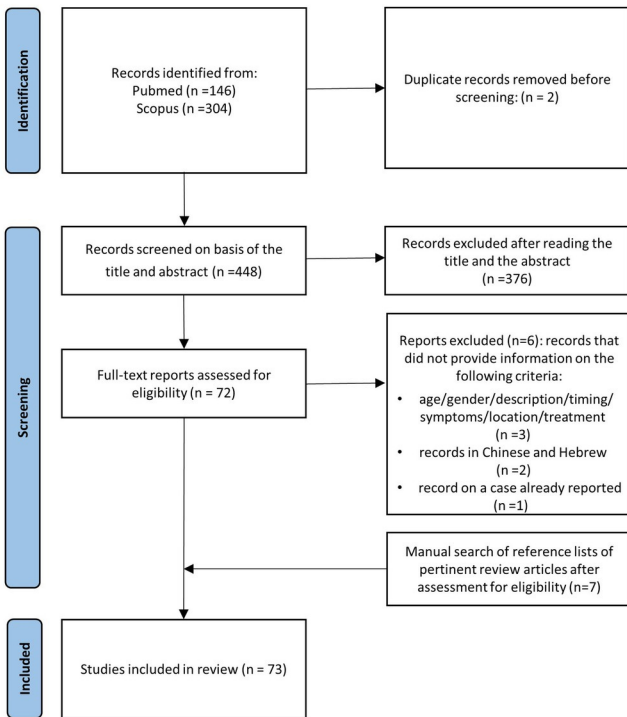 Identification
Records identified from:
Pubmed (n =146)
Scopus (n =304)
Duplicate records removed before
screening: (n = 2)
Screening
Records screened on basis of the
title and abstract (n =448)
Records excluded after reading the
title and the abstract
(n =376)
Full-text reports assessed for
eligibility (n = 72)
Reports excluded (n=6): records that
did not provide information on the
following criteria:
• age/gender/description/timing/
symptoms/location/treatment
(n =3)
• records in Chinese and Hebrew
(n =2)
• record on a case already reported
(n =1)
Manual search of reference lists of
pertinent review articles after
assessment for eligibility (n=7)
Included
Studies included in review (n = 73)